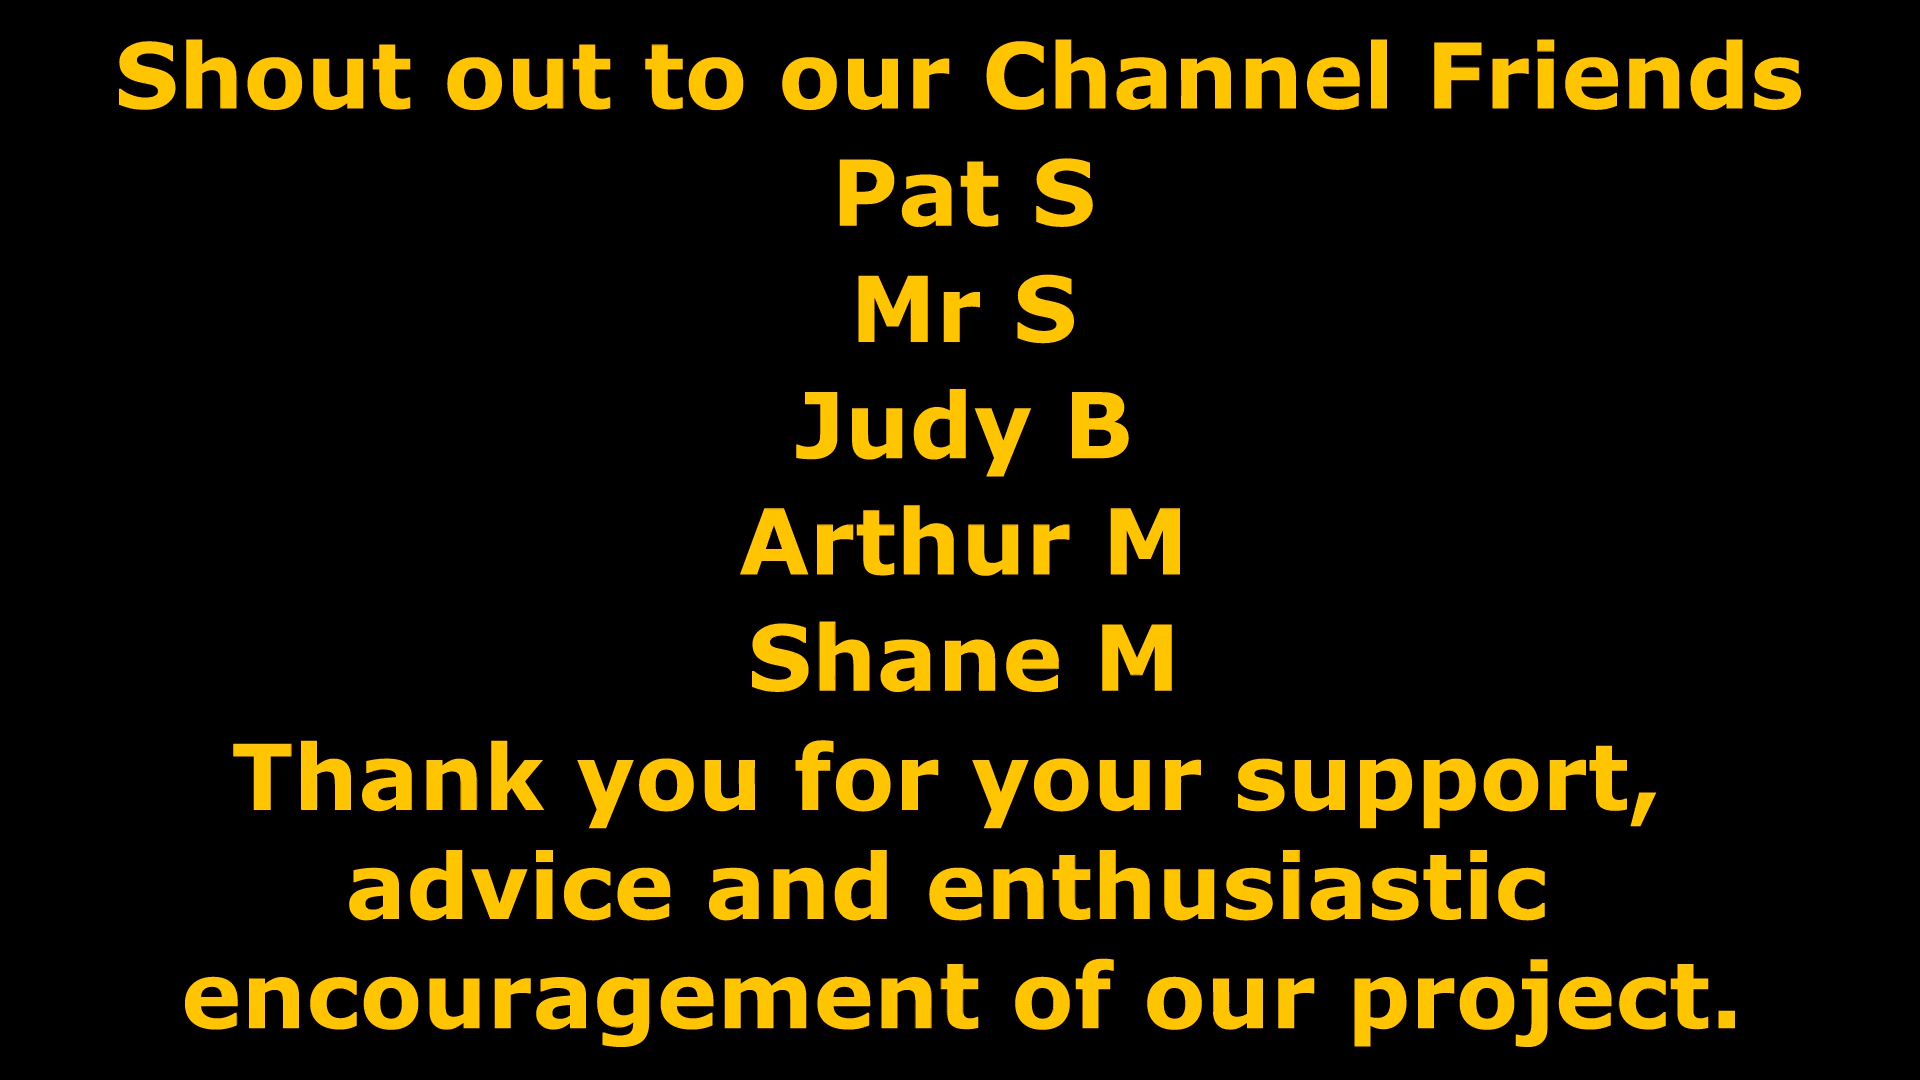 Shout out to our Channel Friends
Pat S
Mr S
Judy B
Arthur M
Shane M
Thank you for your support,
advice and enthusiastic
encouragement of our project.